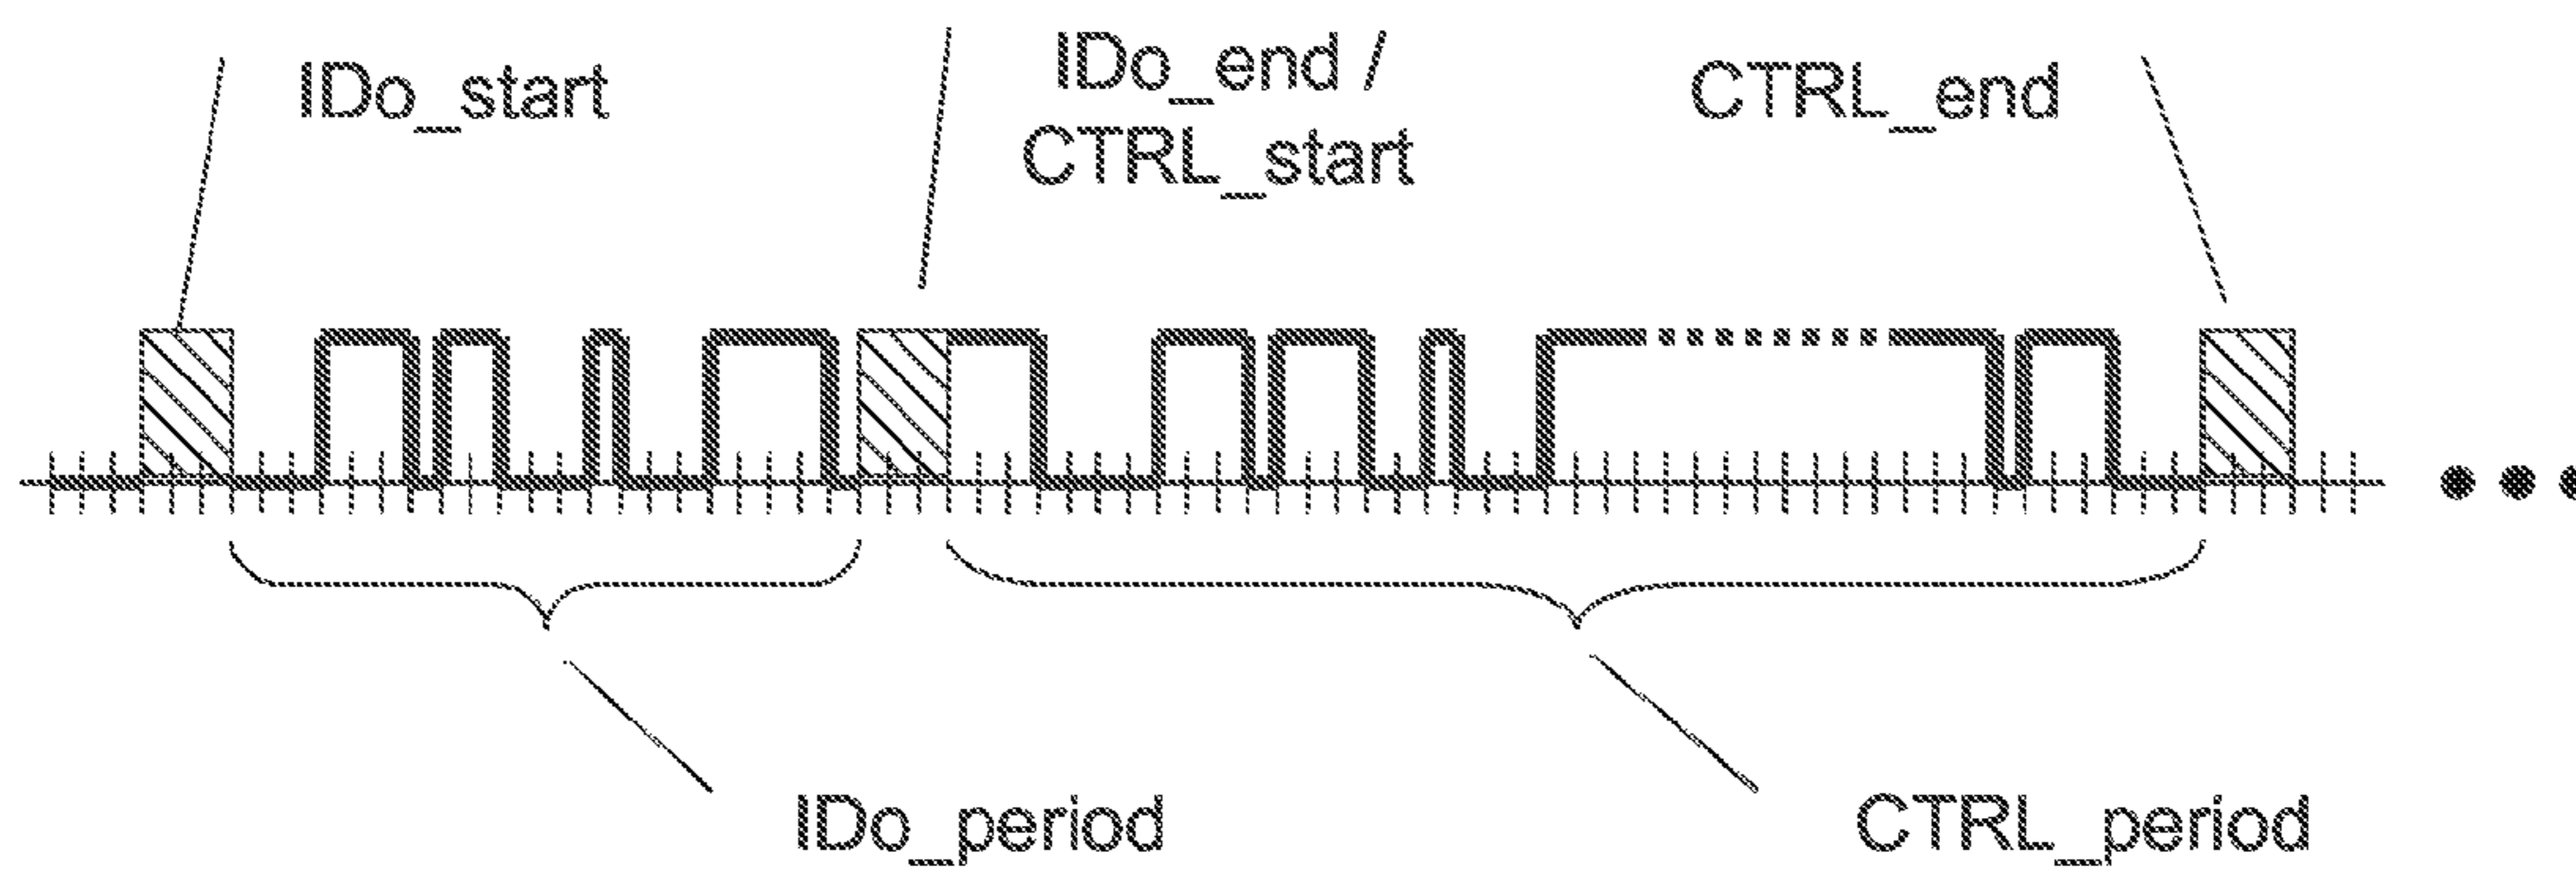 IDo_start
IDo_end /
CTRL_start
CTRL_end
IDo_period
CTRL_period